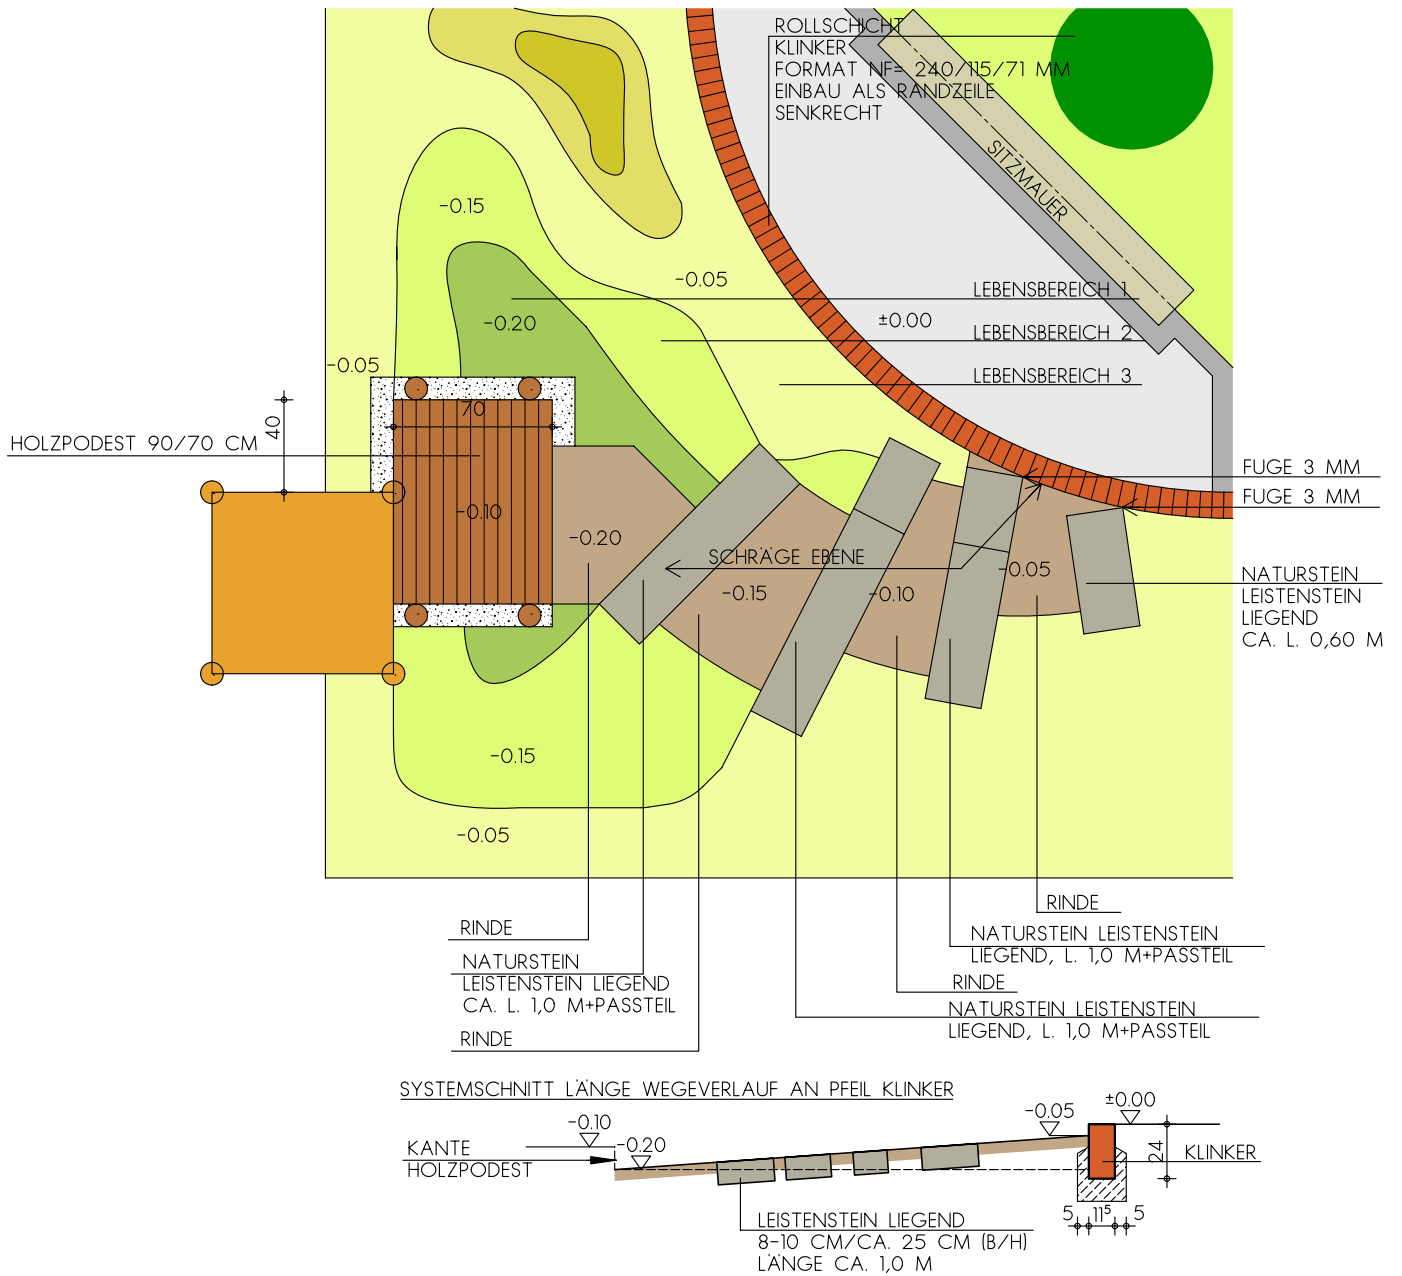 ROLLSCHICHT
KLINKER
FORMAT NF= 240/115/71 MM
EINBAU ALS RANDZEILE
SENKRECHT
SITZMAUER
-0.15
-0.05
LEBENSBEREICH 1
-0.20
±0.00
LEBENSBEREICH 2
-0.05
LEBENSBEREICH 3
70
40
HOLZPODEST 90/70 CM
FUGE 3 MM
FUGE 3 MM
-0.10
-0.20
SCHRÄGE EBENE
-0.05
-0.15
-0.10
NATURSTEIN
LEISTENSTEIN
LIEGEND
CA. L. 0,60 M
-0.15
-0.05
RINDE
RINDE
NATURSTEIN LEISTENSTEIN
LIEGEND, L. 1,0 M+PASSTEIL
NATURSTEIN
LEISTENSTEIN LIEGEND
CA. L. 1,0 M+PASSTEIL
RINDE
NATURSTEIN LEISTENSTEIN
LIEGEND, L. 1,0 M+PASSTEIL
RINDE
SYSTEMSCHNITT LÄNGE WEGEVERLAUF AN PFEIL KLINKER
-0.10
-0.05
±0.00
KANTE
HOLZPODEST
-0.20
24
KLINKER
5
11⁵
5
LEISTENSTEIN LIEGEND
8-10 CM/CA. 25 CM (B/H)
LÄNGE CA. 1,0 M